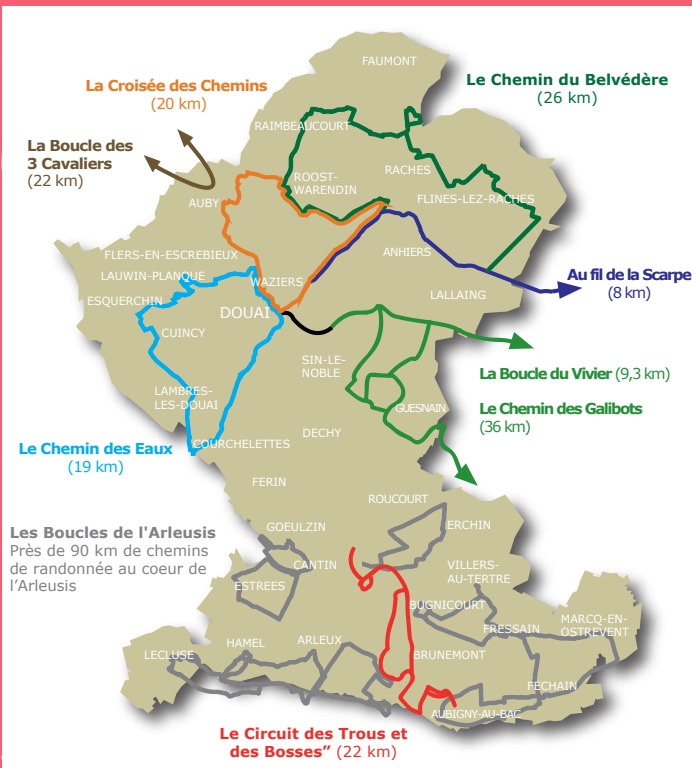 FAUMONT
La Croisée des Chemins
(20 km)
Le Chemin du Belvédère
(26 km)
RAIMBEAUCOURT
La Boucle des
3 Cavaliers
(22 km)
ROOST-
WARENDIN
RACHES
AUBY
FLINES-LEZ-RACHES
FLERS-EN-ESCREBIEUX
ANHIERS
LAUWIN-PLANQUE
WAZIERS
Au fil de la Scarpe
(8 km)
ESQUERCHIN
LALLAING
DOUAI
CUINCY
SIN-LE-
NOBLE
La Boucle du Vivier (9,3 km)
LAMBRES-
LES-DOUAI
GUESNAIN
Le Chemin des Galibots
(36 km)
DECHY
COURCHELETTES
Le Chemin des Eaux
(19 km)
FERIN
ROUCOURT
GOEULZIN
ERCHIN
Les Boucles de l'Arleusis
Près de 90 km de chemins
de randonnée au coeur de
l'Arleusis
CANTIN
VILLERS-
AU-TERTRE
ESTREES
BUGNICOURT
MARCQ-EN-
OSTREVENT
FRESSAIN
HAMEL
ARLEUX
LECLUSE
BRUNEMONT
FECHAIN
AUBIGNY-AU-BAC
Le Circuit des Trous et
des Bosses” (22 km)